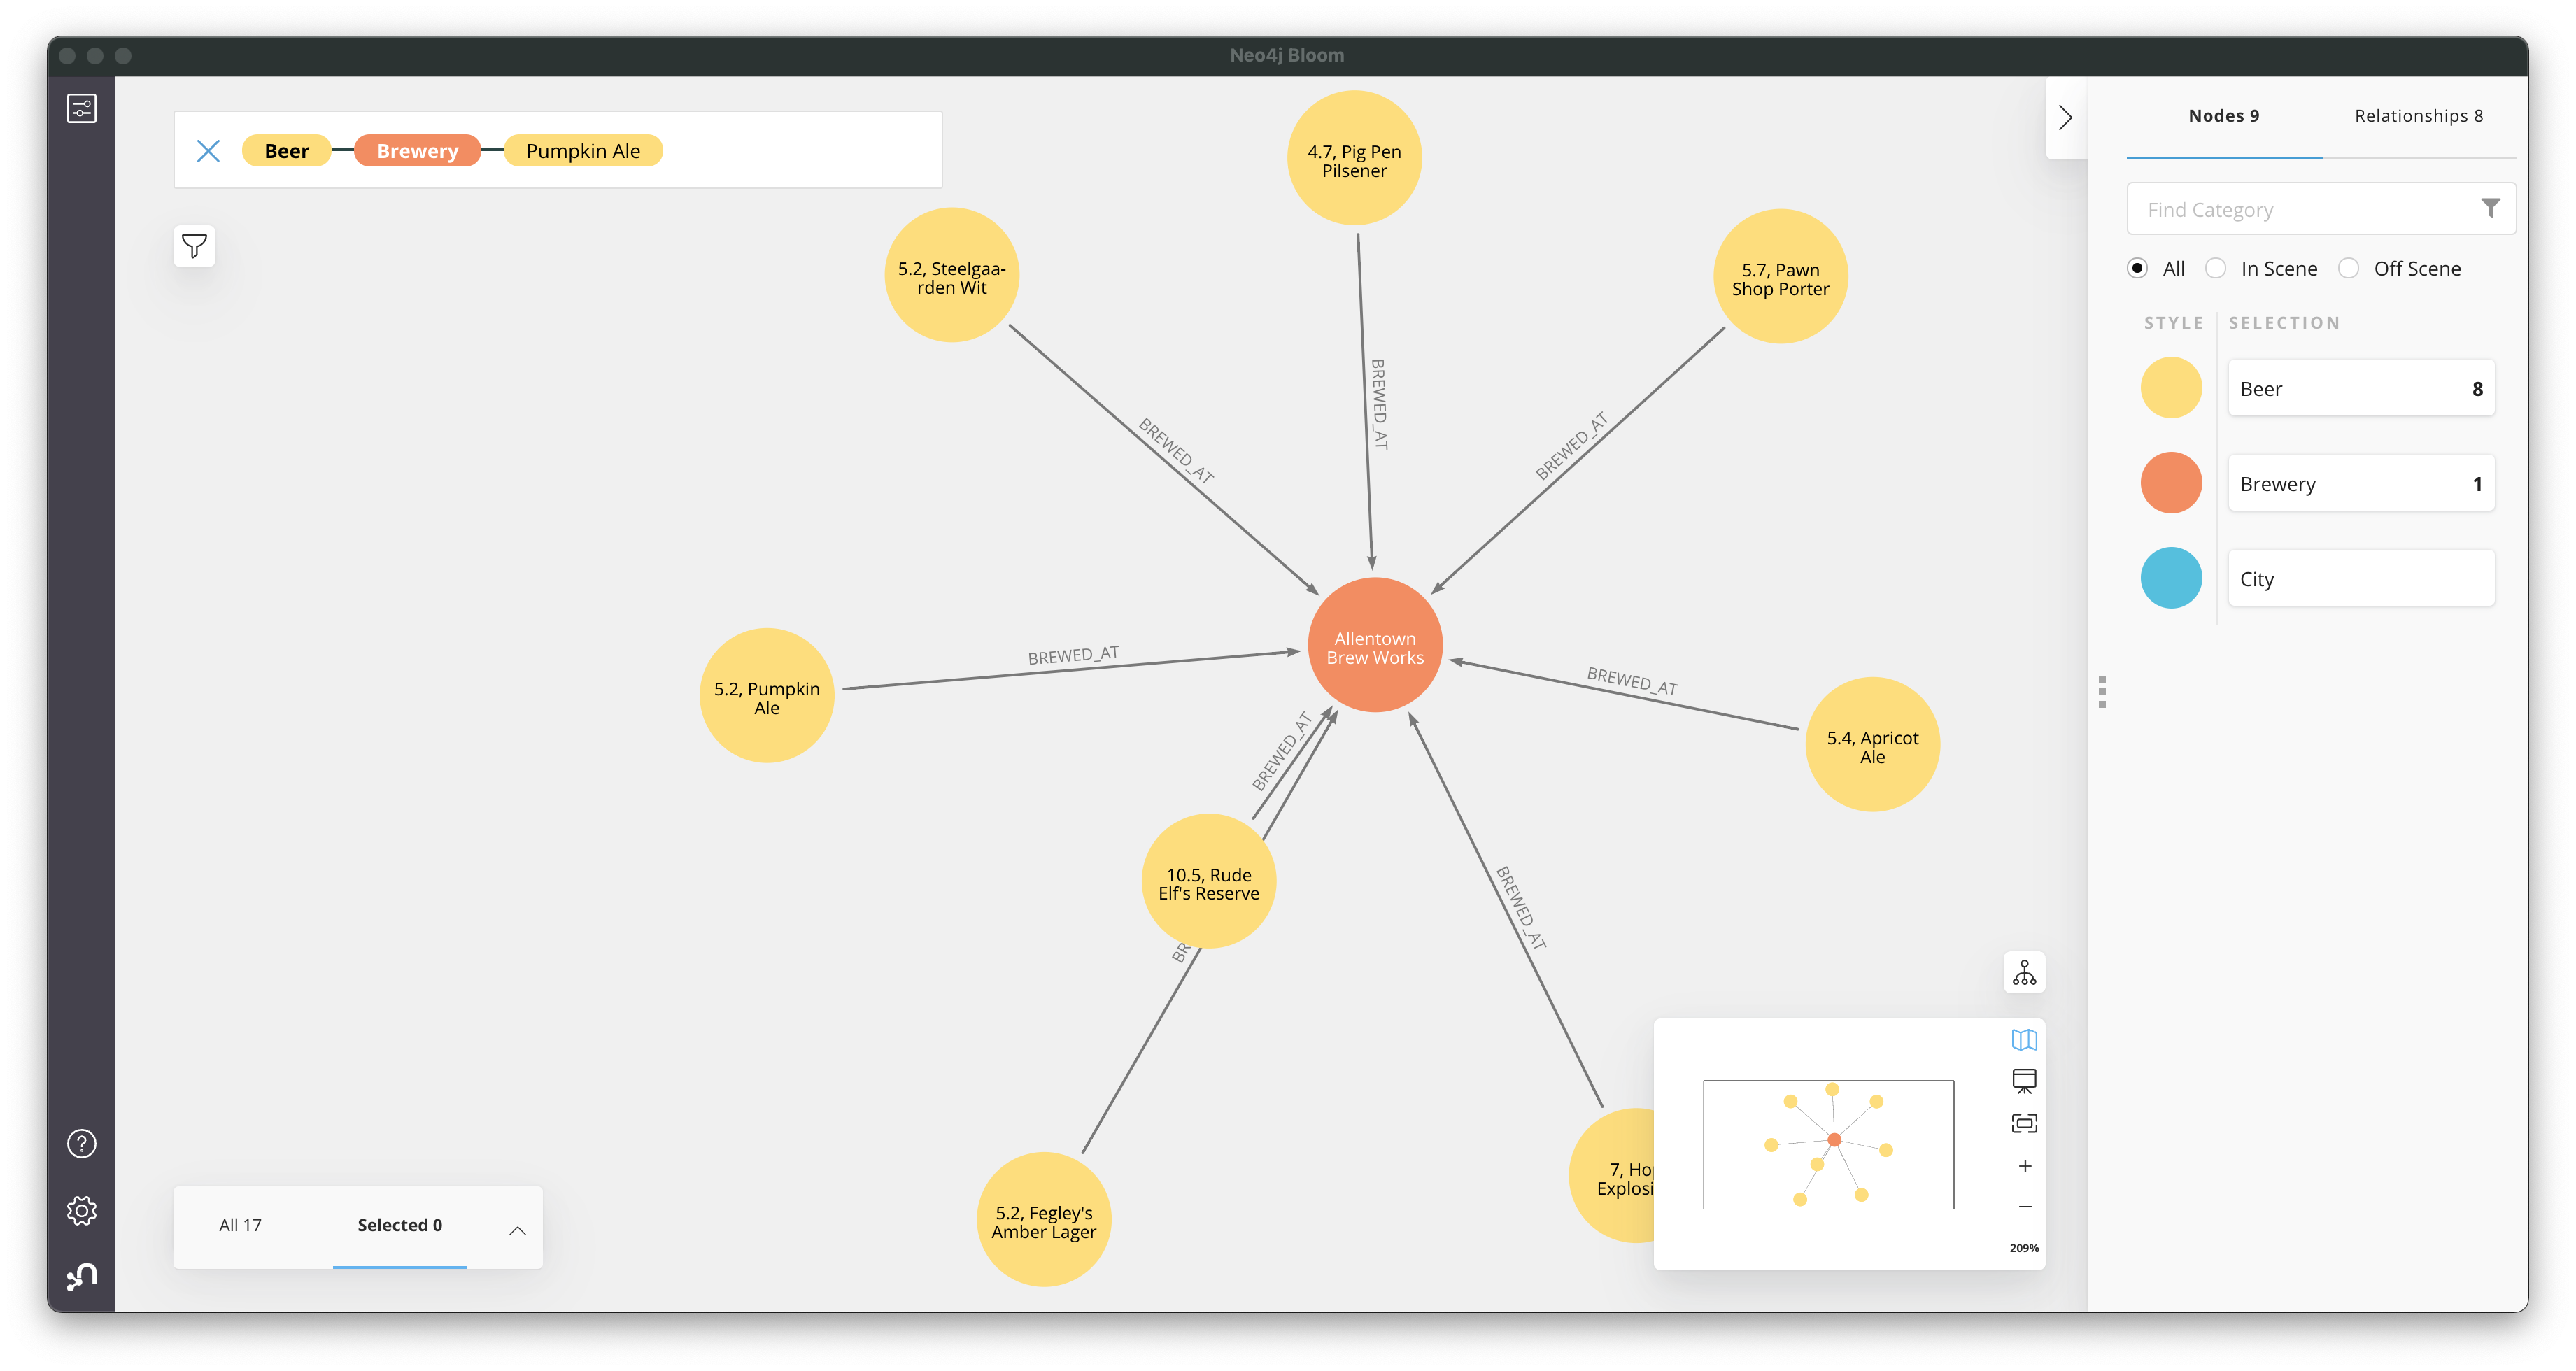 Neo4j Bloom
Beer
Brewery
Pumpkin Ale
4.7, Pig Pen
Pilsener
5.2, Steelgaa-
rden Wit
5.7, Pawn
Shop Porter
BREWED_AT
BREWED_AT
BREWED_AT
Allentown
Brew Works
BREWED_AT
5.2, Pumpkin
Ale
BREWED_AT
5.4, Apricot
Ale
BREWED_AT
10.5, Rude
Elf's Reserve
BREWED_AT
BR
7, Ho
Explosi
5.2, Fegley's
Amber Lager
All 17
Selected 0
209%
Nodes 9
Relationships 8
Find Category
All
In Scene
Off Scene
STYLE
SELECTION
Beer
8
Brewery
1
City